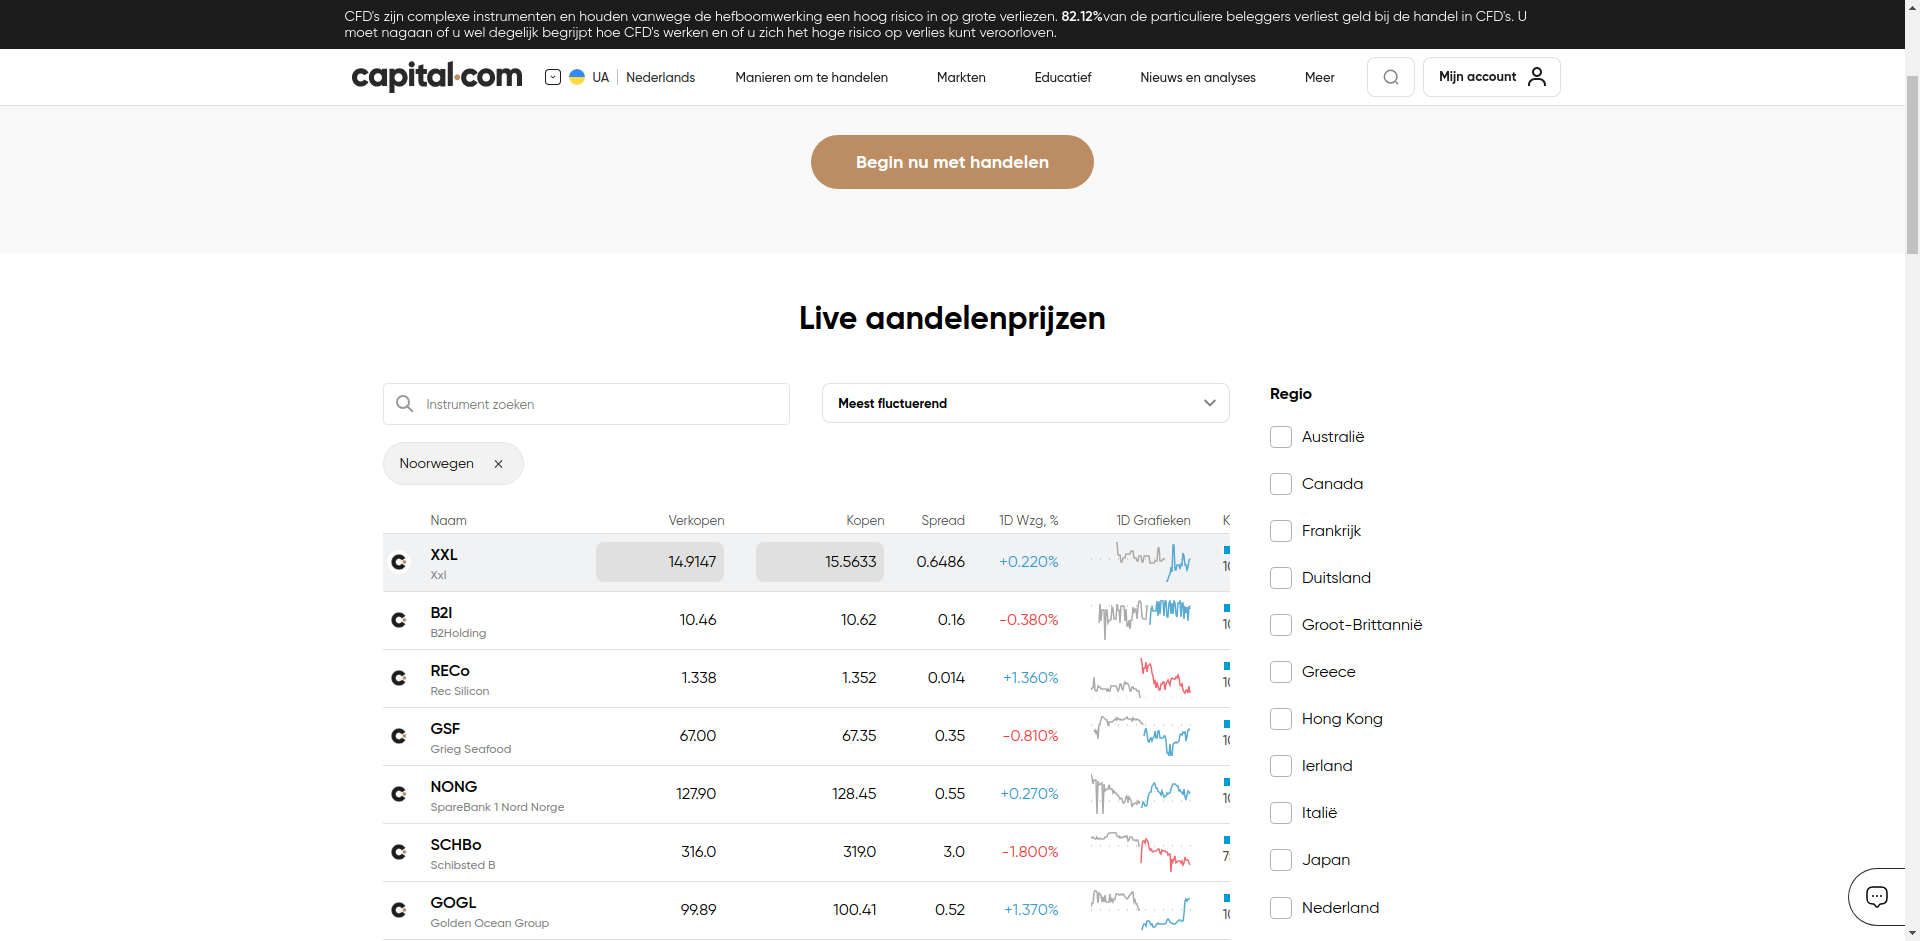 CFD's zijn complexe instrumenten en houden vanwege de hefboomwerking een hoog risico in op grote verliezen. 82.12%van de particuliere beleggers verliest geld bij de handel in CFD's. U
moet nagaan of u wel degelijk begrijpt hoe CFD's werken en of u zich het hoge risico op verlies kunt veroorloven.
capital.com UA Nederlands Manieren om te handelen Markten Educatief Nieuws en analyses Meer Mijn account
Begin nu met handelen
Live aandelenprijzen
Instrument zoeken
Meest fluctuerend
Noorwegen
Naam Verkopen Kopen Spread 1D Wzg, % 1D Grafieken
XXL 14.9147 15.5633 0.6486 +0.220%
Xxl
B2I 10.46 10.62 0.16 -0.380%
B2Holding
RECo 1.338 1.352 0.014 +1.360%
Rec Silicon
GSF 67.00 67.35 0.35 -0.810%
Grieg Seafood
NONG 127.90 128.45 0.55 +0.270%
SpareBank 1 Nord Norge
SCHBo 316.0 319.0 3.0 -1.800%
Schibsted B
GOGL 99.89 100.41 0.52 +1.370%
Golden Ocean Group
Regio
Australië
Canada
Frankrijk
Duitsland
Groot-Brittannië
Greece
Hong Kong
Ierland
Italië
Japan
Nederland